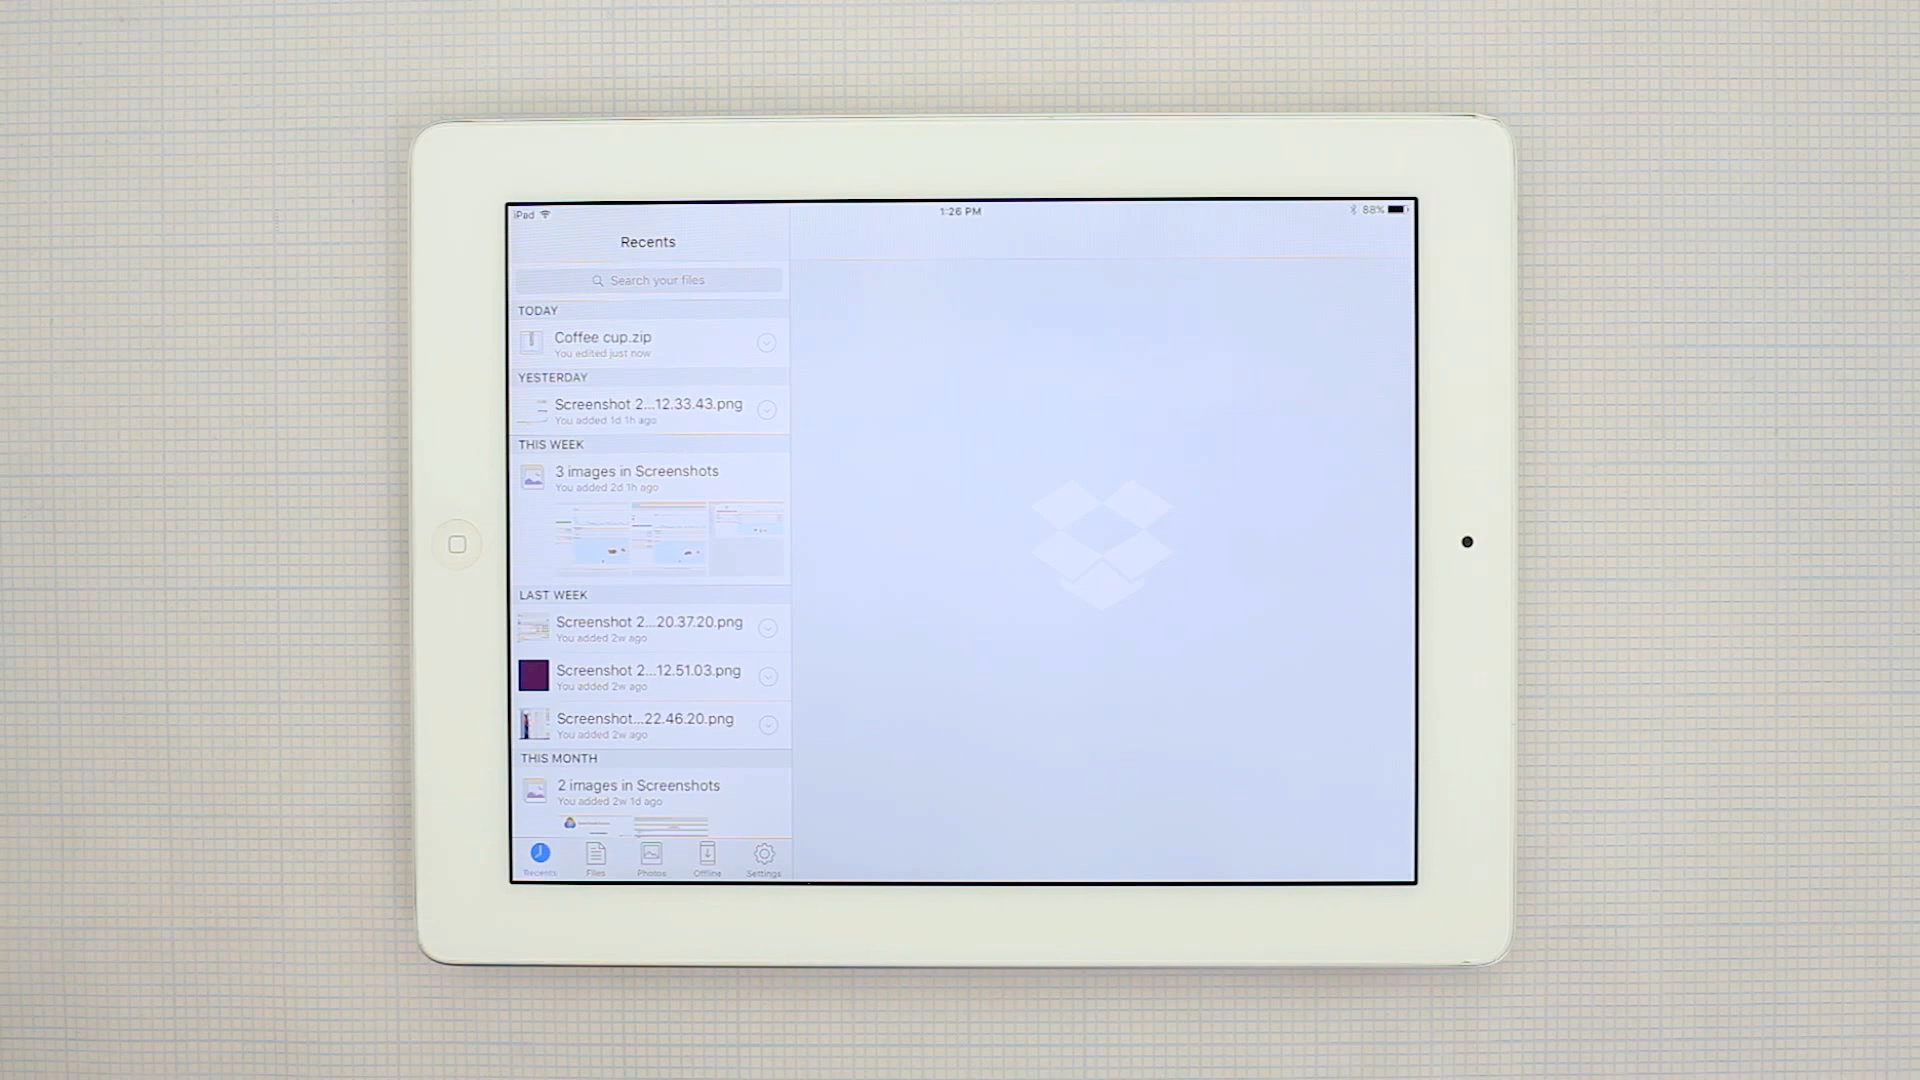 iPad
1:26 PM
88%
Recents
Search your files
TODAY
Coffee cup.zip
You edited just now
YESTERDAY
Screenshot 2...12.33.43.png
You added 1d 1h ago
THIS WEEK
3 images in Screenshots
You added 2d 1h ago
LAST WEEK
Screenshot 2...20.37.20.png
You added 2w ago
Screenshot 2...12.51.03.png
You added 2w ago
Screenshot...22.46.20.png
You added 2w ago
THIS MONTH
2 images in Screenshots
You added 2w 1d ago
Recents Files Photos Offline Settings